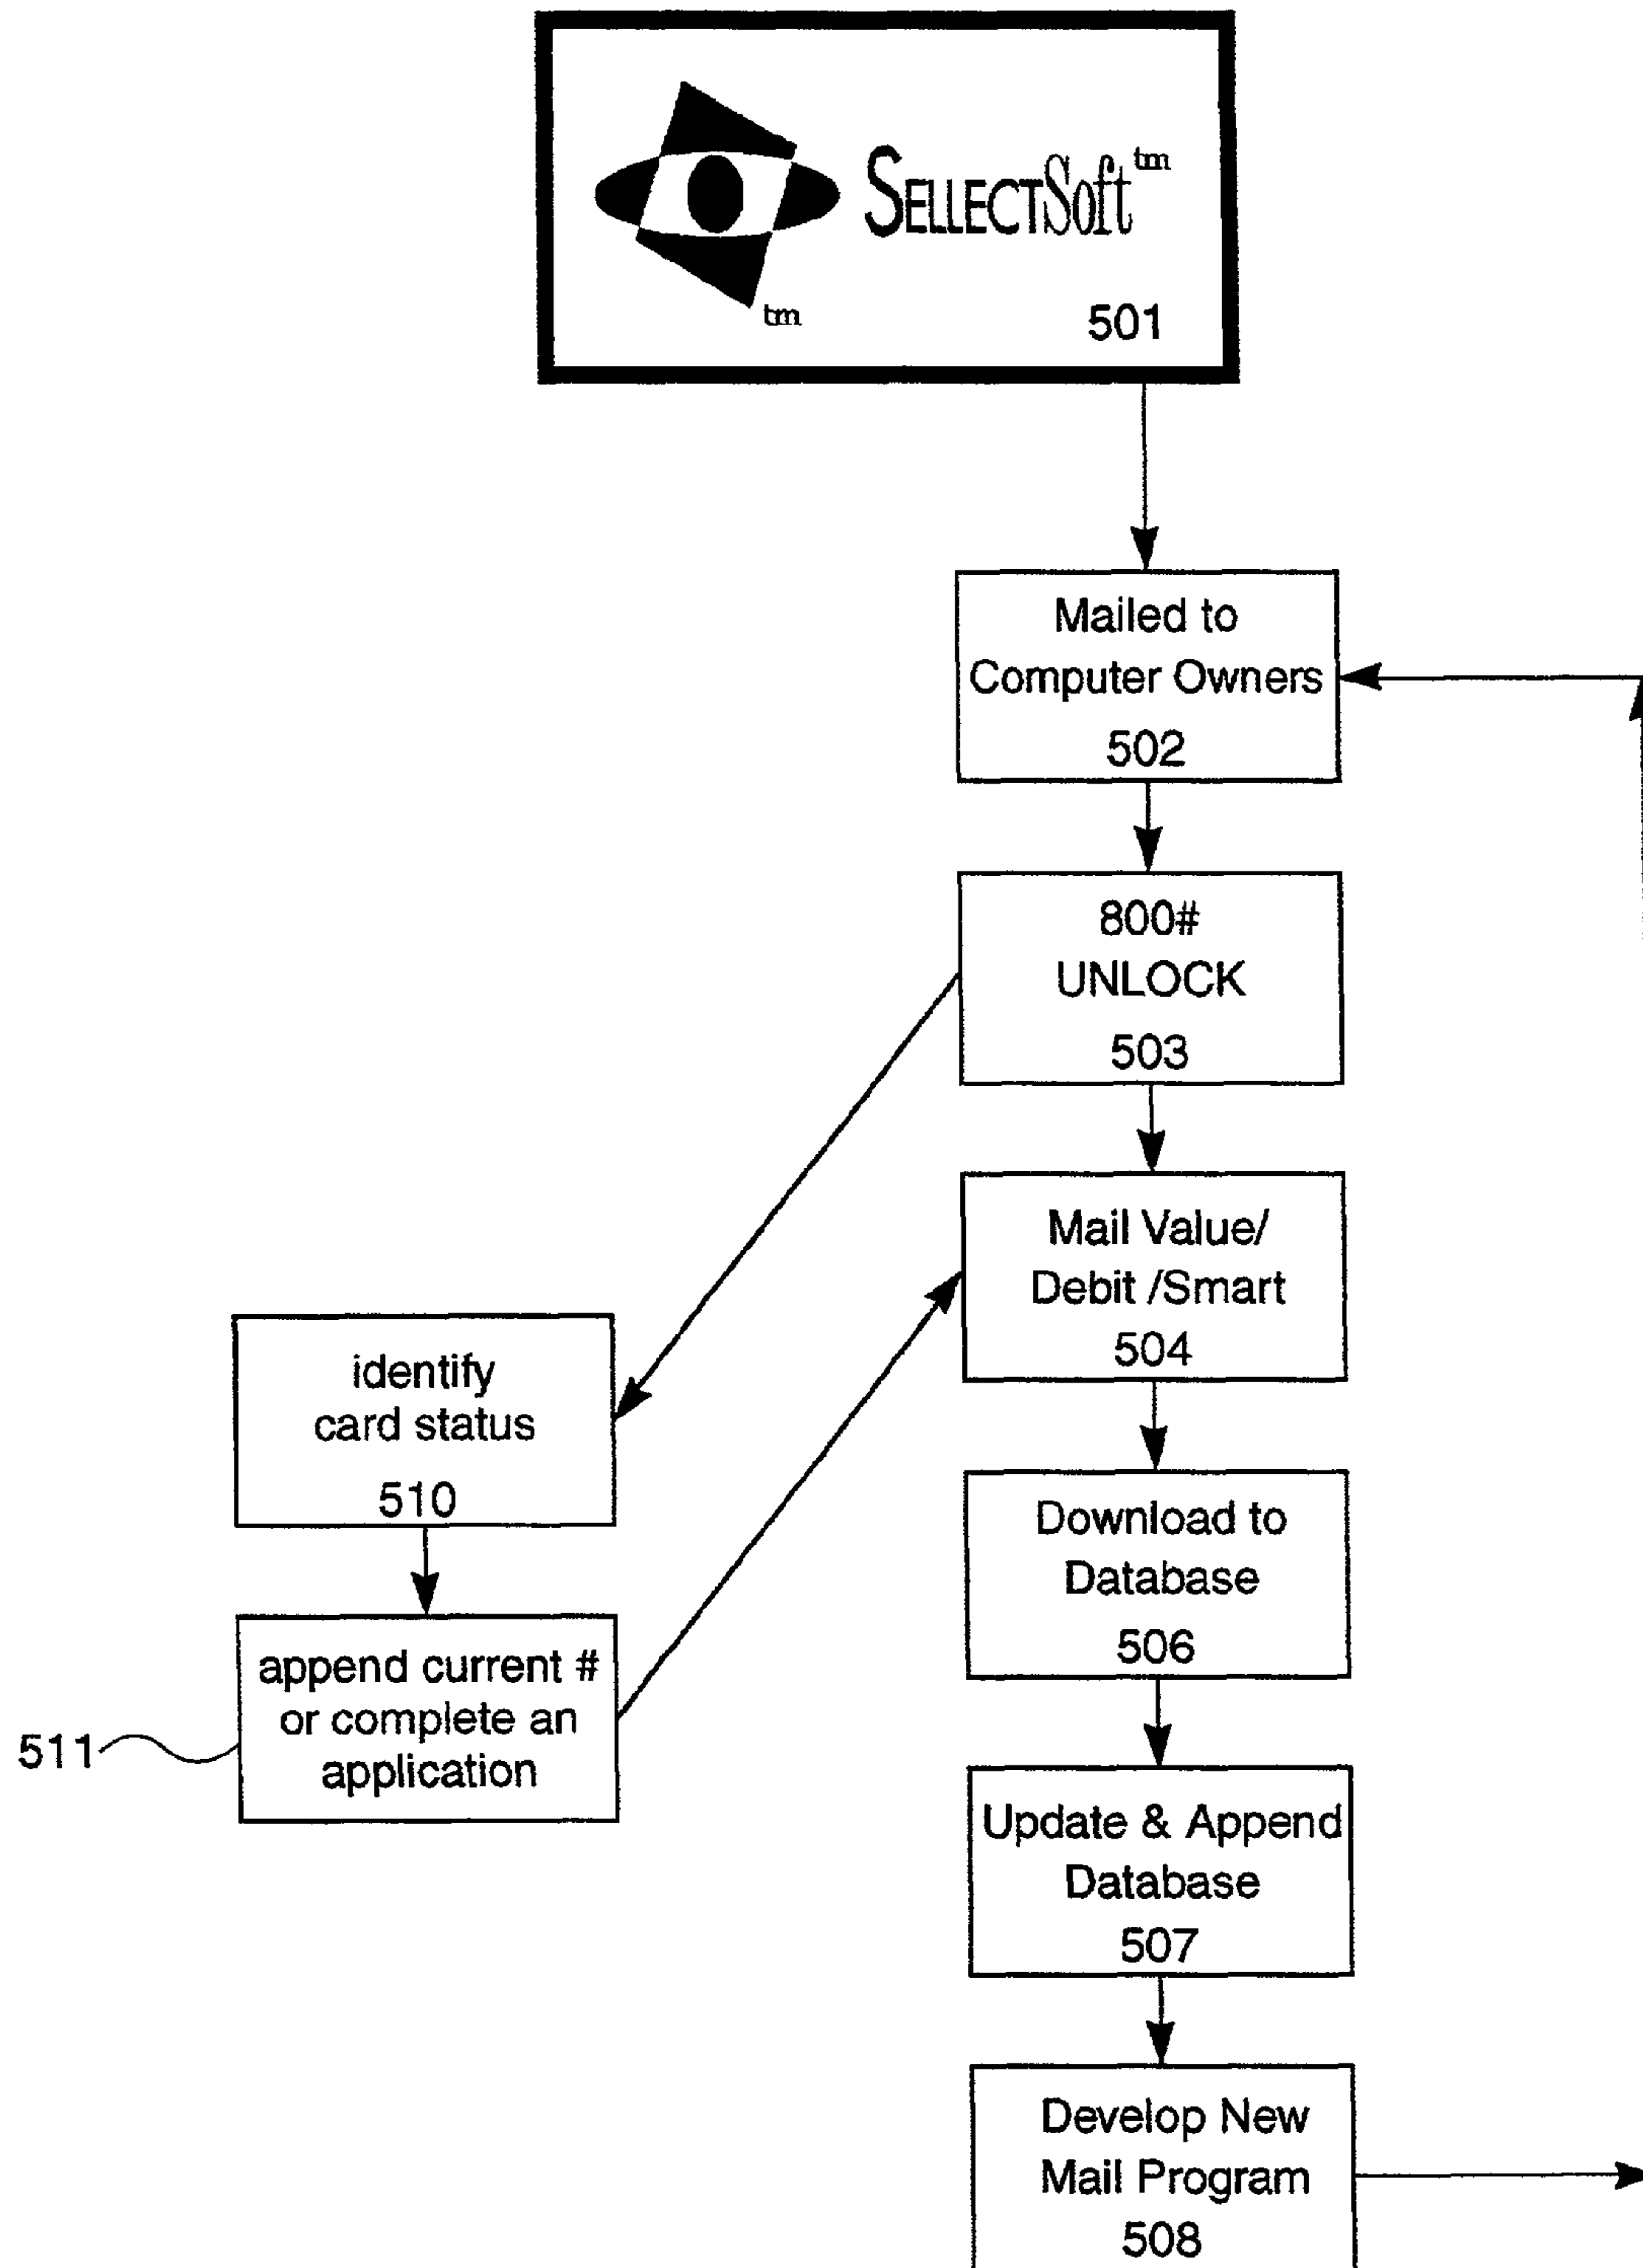 SELLECTSoft tm
tm
501
Mailed to
Computer Owners
502
800#
UNLOCK
503
Mail Value/
Debit /Smart
504
identify
card status
510
Download to
Database
506
append current #
or complete an
application
511
Update & Append
Database
507
Develop New
Mail Program
508